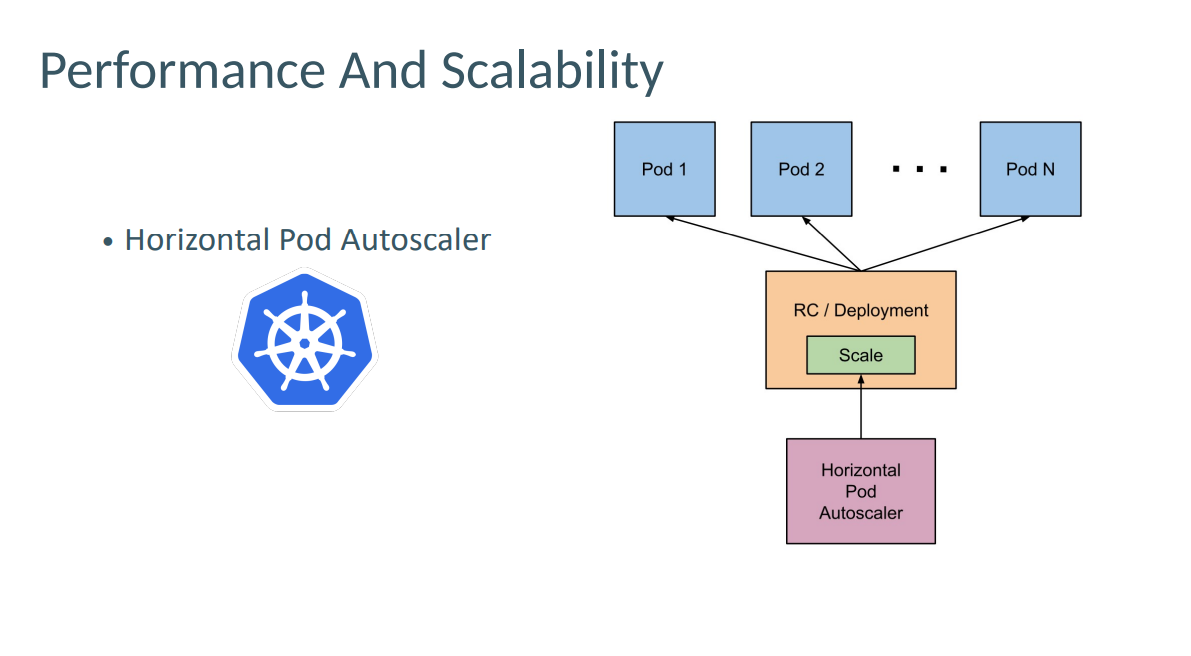 Performance And Scalability
• Horizontal Pod Autoscaler
Pod 1
Pod 2
. . .
Pod N
RC / Deployment
Scale
Horizontal
Pod
Autoscaler